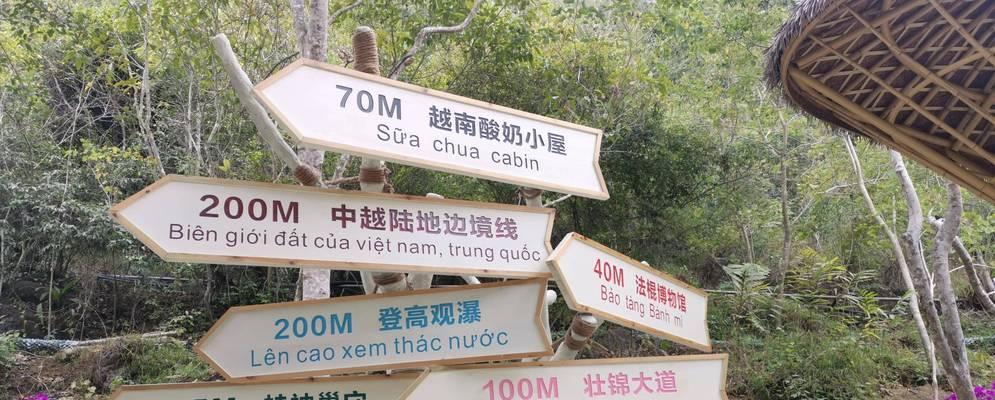 70M 越南酸奶小屋
Sữa chua cabin
200M 中越陆地边境线
Biên giới đất của việt nam, trung quốc
40M 法棍博物馆
Bảo tàng Bánh mì
200M 登高观瀑
Lên cao xem thác nước
100M 壮锦大道